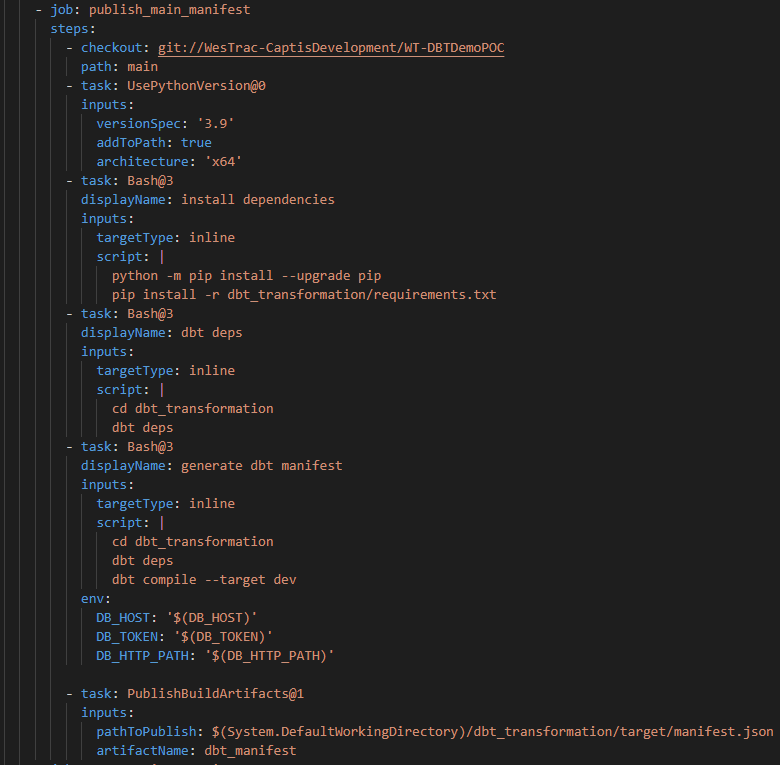 - job: publish_main_manifest
steps:
- checkout: git://WesTrac-CaptisDevelopment/WT-DBTDemoPOC
path: main
- task: UsePythonVersion@0
inputs:
versionSpec: '3.9'
addToPath: true
architecture: 'x64'
- task: Bash@3
displayName: install dependencies
inputs:
targetType: inline
script: |
python -m pip install --upgrade pip
pip install -r dbt_transformation/requirements.txt
- task: Bash@3
displayName: dbt deps
inputs:
targetType: inline
script: |
cd dbt_transformation
dbt deps
- task: Bash@3
displayName: generate dbt manifest
inputs:
targetType: inline
script: |
cd dbt_transformation
dbt deps
dbt compile --target dev
env:
DB_HOST: '$(DB_HOST)'
DB_TOKEN: '$(DB_TOKEN)'
DB_HTTP_PATH: '$(DB_HTTP_PATH)'
- task: PublishBuildArtifacts@1
inputs:
pathToPublish: $(System.DefaultWorkingDirectory)/dbt_transformation/target/manifest.json
artifactName: dbt_manifest